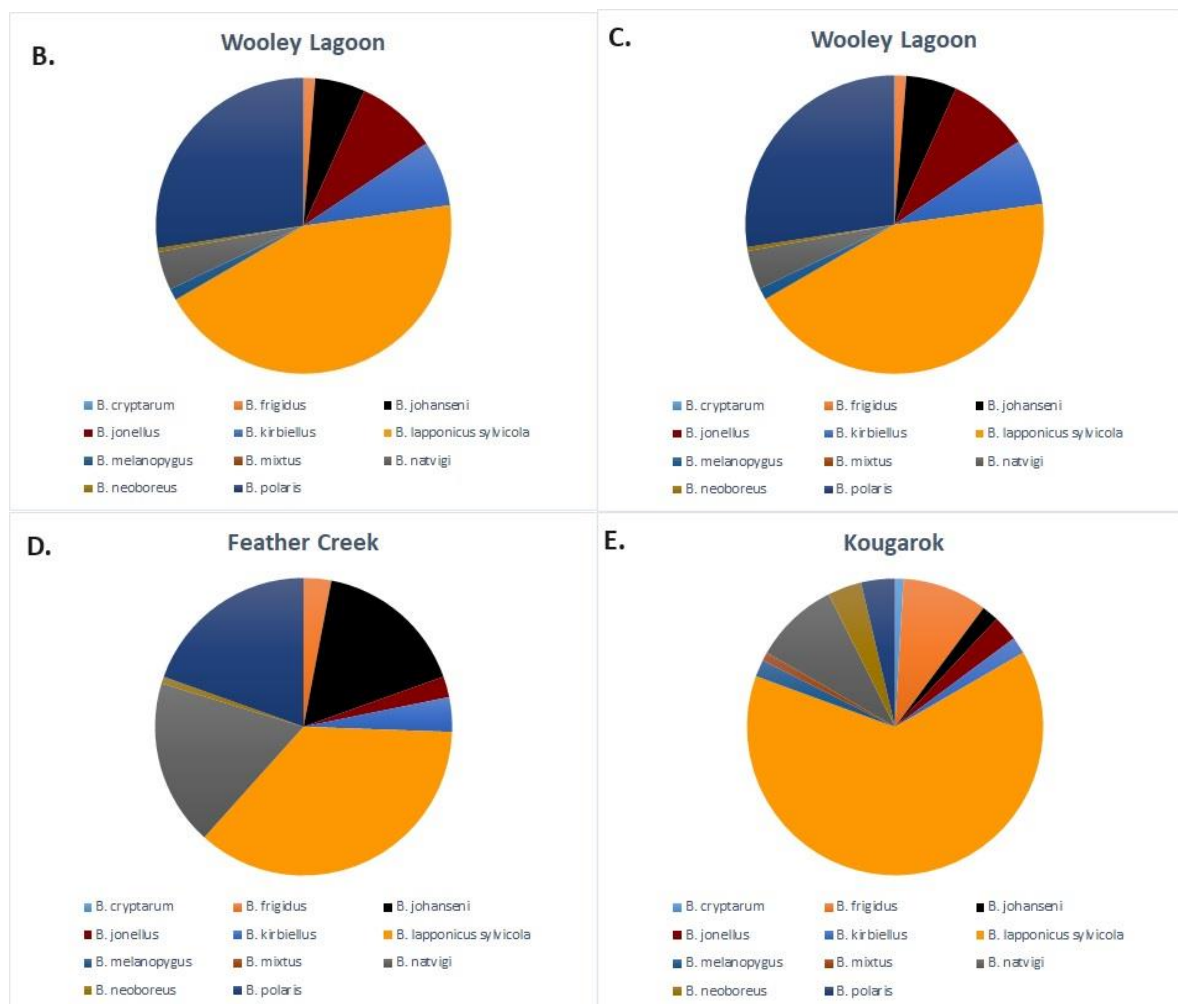 B.
Wooley Lagoon
B. cryptarum B. frigidus B. johanseni
B. jonellus B. kirbiellus B. lapponicus sylvicola
B. melanopygus B. mixtus B. natvigi
B. neoboreus B. polaris
C.
Wooley Lagoon
B. cryptarum B. frigidus B. johanseni
B. jonellus B. kirbiellus B. lapponicus sylvicola
B. melanopygus B. mixtus B. natvigi
B. neoboreus B. polaris
D.
Feather Creek
B. cryptarum B. frigidus B. johanseni
B. jonellus B. kirbiellus B. lapponicus sylvicola
B. melanopygus B. mixtus B. natvigi
B. neoboreus B. polaris
E.
Kougarok
B. cryptarum B. frigidus B. johanseni
B. jonellus B. kirbiellus B. lapponicus sylvicola
B. melanopygus B. mixtus B. natvigi
B. neoboreus B. polaris